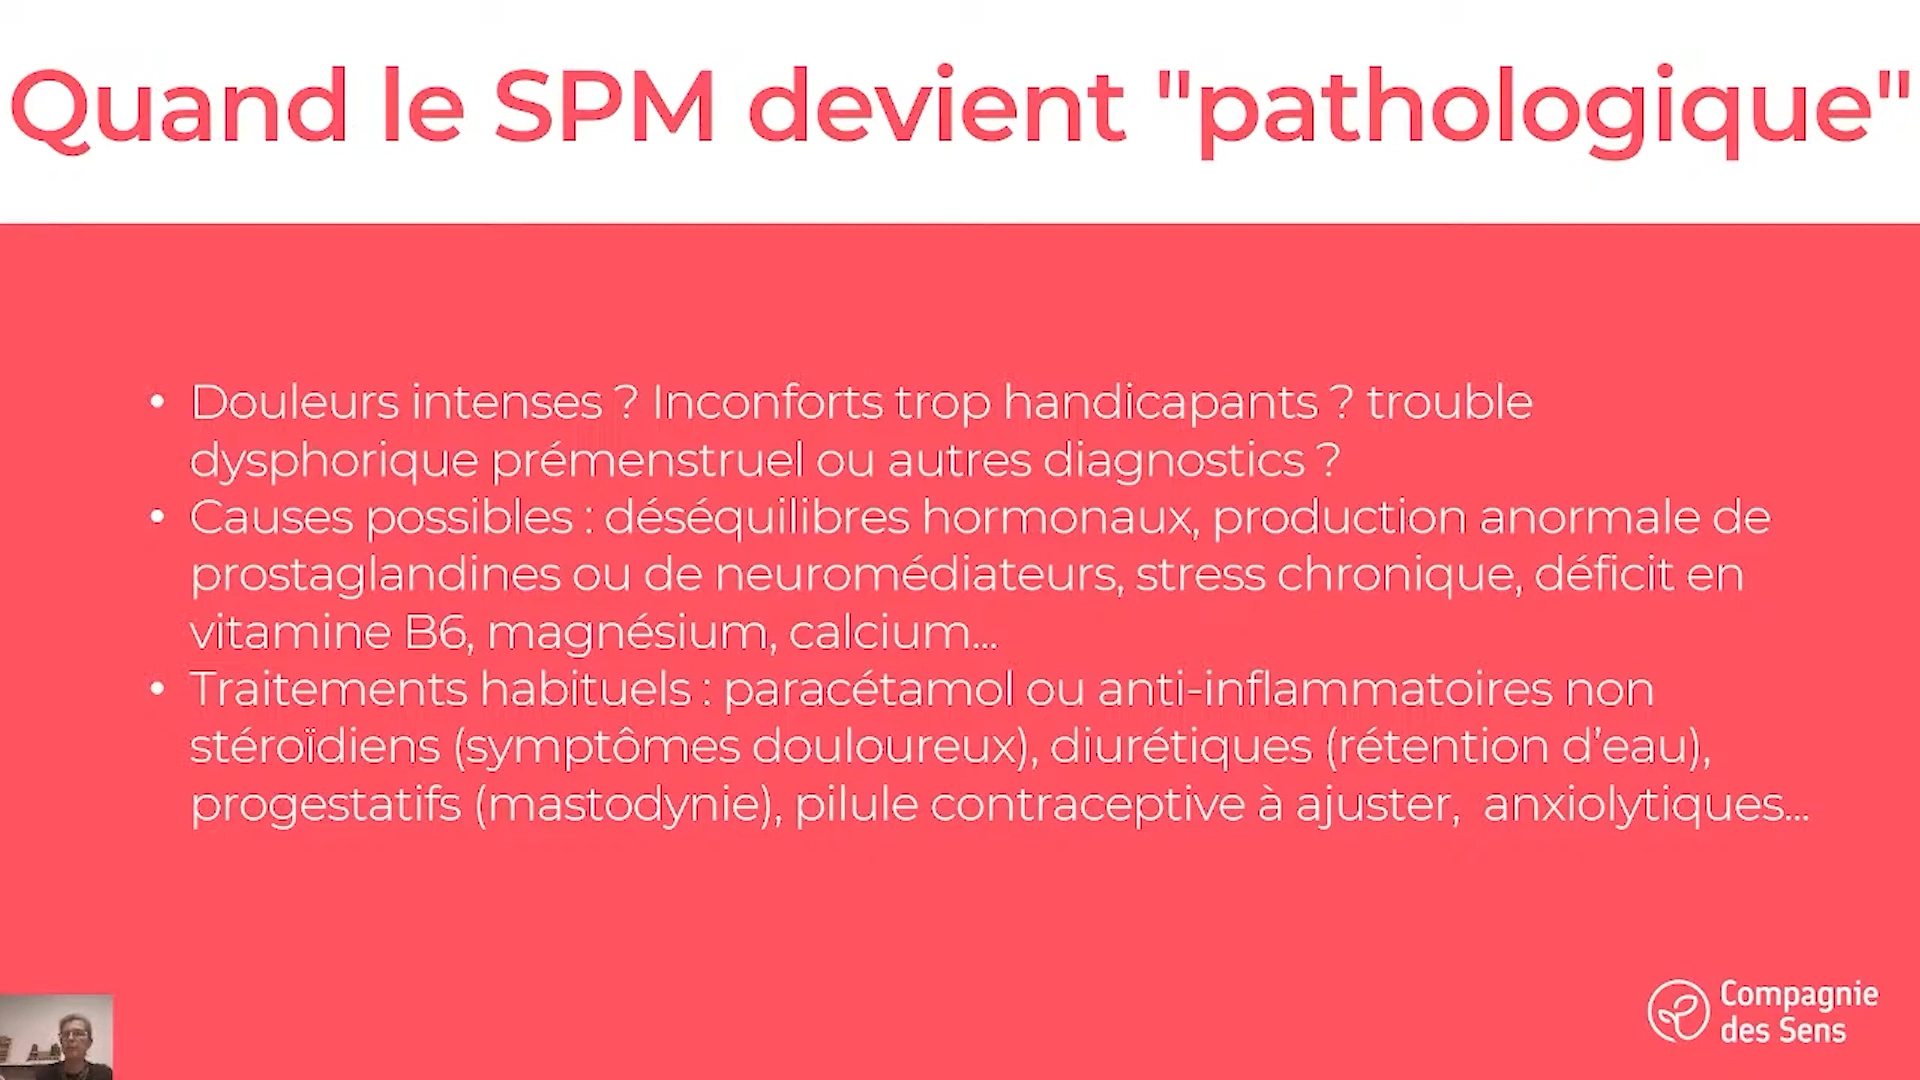 Quand le SPM devient "pathologique"
• Douleurs intenses ? Inconforts trop handicapants ? trouble
dysphorique prémenstruel ou autres diagnostics ?
• Causes possibles : déséquilibres hormonaux, production anormale de
prostaglandines ou de neuromédiateurs, stress chronique, déficit en
vitamine B6, magnésium, calcium...
• Traitements habituels : paracétamol ou anti-inflammatoires non
stéroïdiens (symptômes douloureux), diurétiques (rétention d’eau),
progestatifs (mastodynie), pilule contraceptive à ajuster,  anxiolytiques...
Compagnie
des Sens